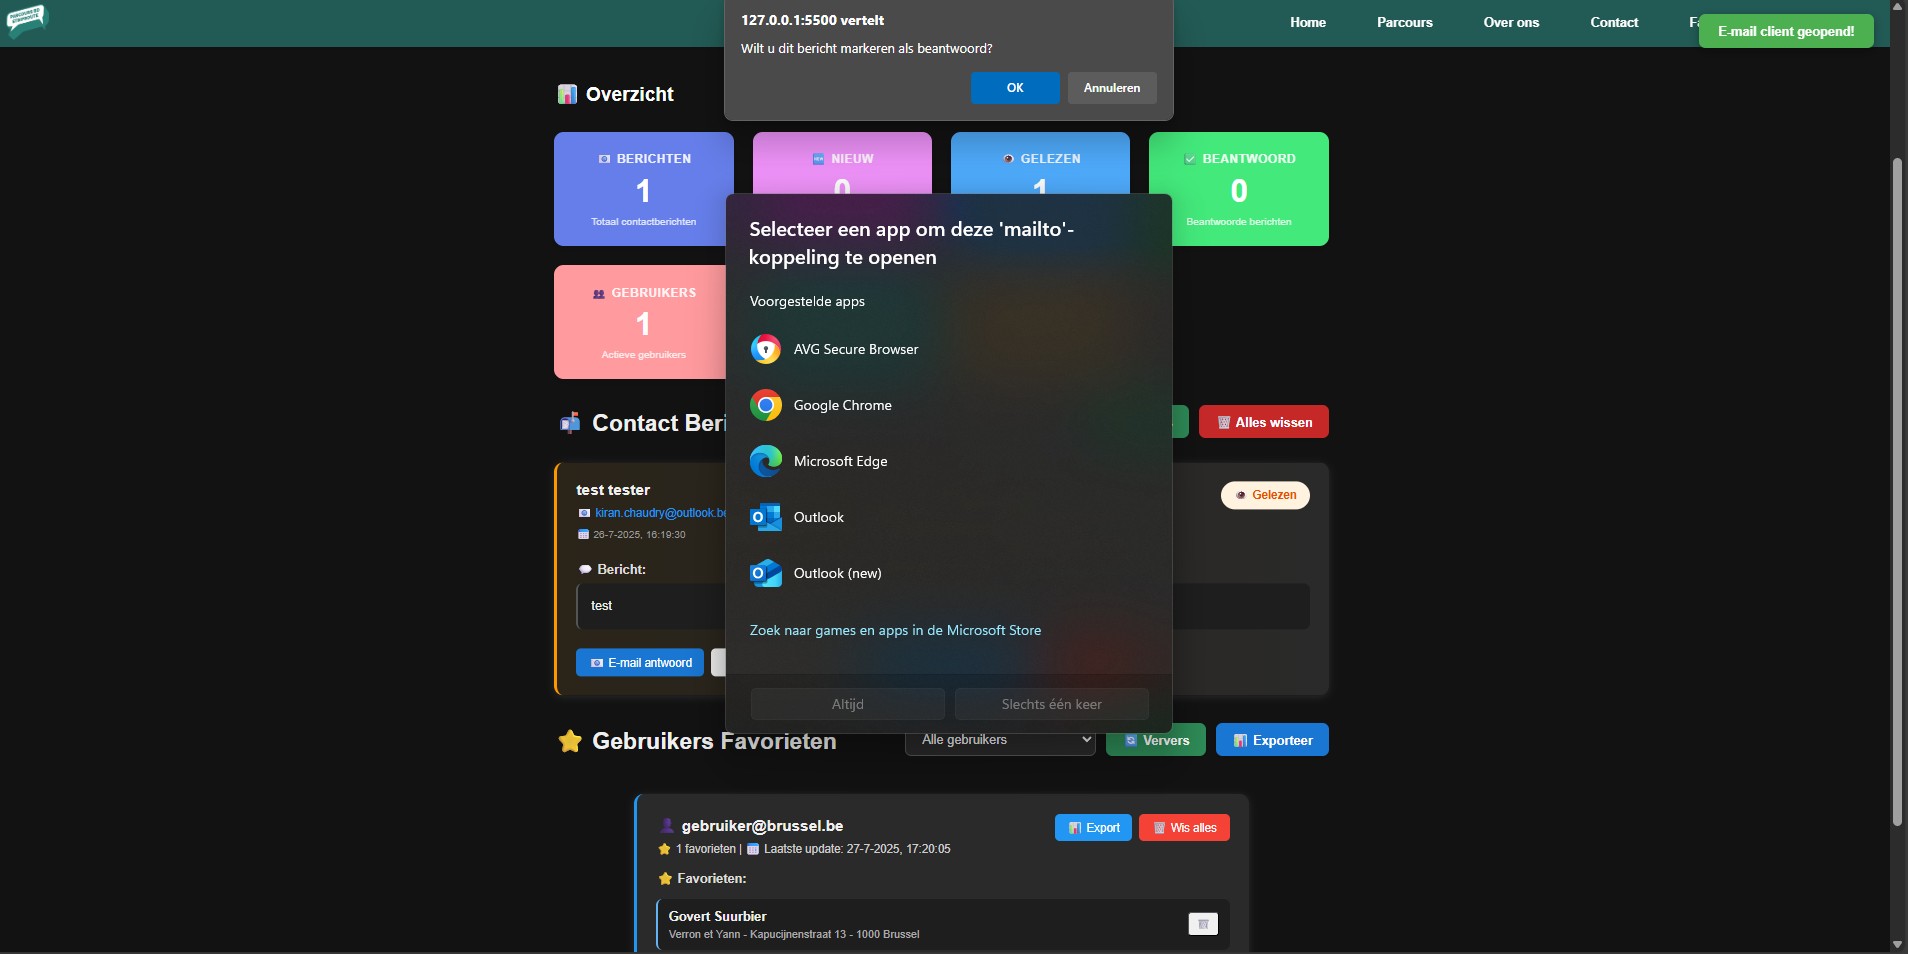 PARCOURS BD
STRIPROUTE
127.0.0.1:5500 vertelt
Wilt u dit bericht markeren als beantwoord?
OK
Annuleren
Home
Parcours
Over ons
Contact
Fa
E-mail client geopend!
Overzicht
BERICHTEN
1
Totaal contactberichten
NIEUW
0
GELEZEN
1
BEANTWOORD
0
Beantwoorde berichten
GEBRUIKERS
1
Actieve gebruikers
Selecteer een app om deze 'mailto'-
koppeling te openen
Voorgestelde apps
AVG Secure Browser
Google Chrome
Microsoft Edge
Outlook
Outlook (new)
Zoek naar games en apps in de Microsoft Store
Altijd
Slechts één keer
Contact Beri
Alles wissen
test tester
kiran.chaudry@outlook.be
26-7-2025, 16:19:30
Gelezen
Bericht:
test
E-mail antwoord
Gebruikers Favorieten
Alle gebruikers
Ververs
Exporteer
gebruiker@brussel.be
1 favorieten | Laatste update: 27-7-2025, 17:20:05
Export
Wis alles
Favorieten:
Govert Suurbier
Verron et Yann - Kapucijnenstraat 13 - 1000 Brussel